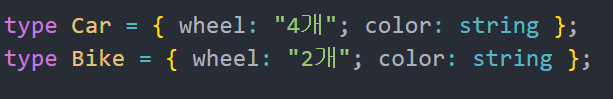 type Car = { wheel: "4개"; color: string };
type Bike = { wheel: "2개"; color: string };